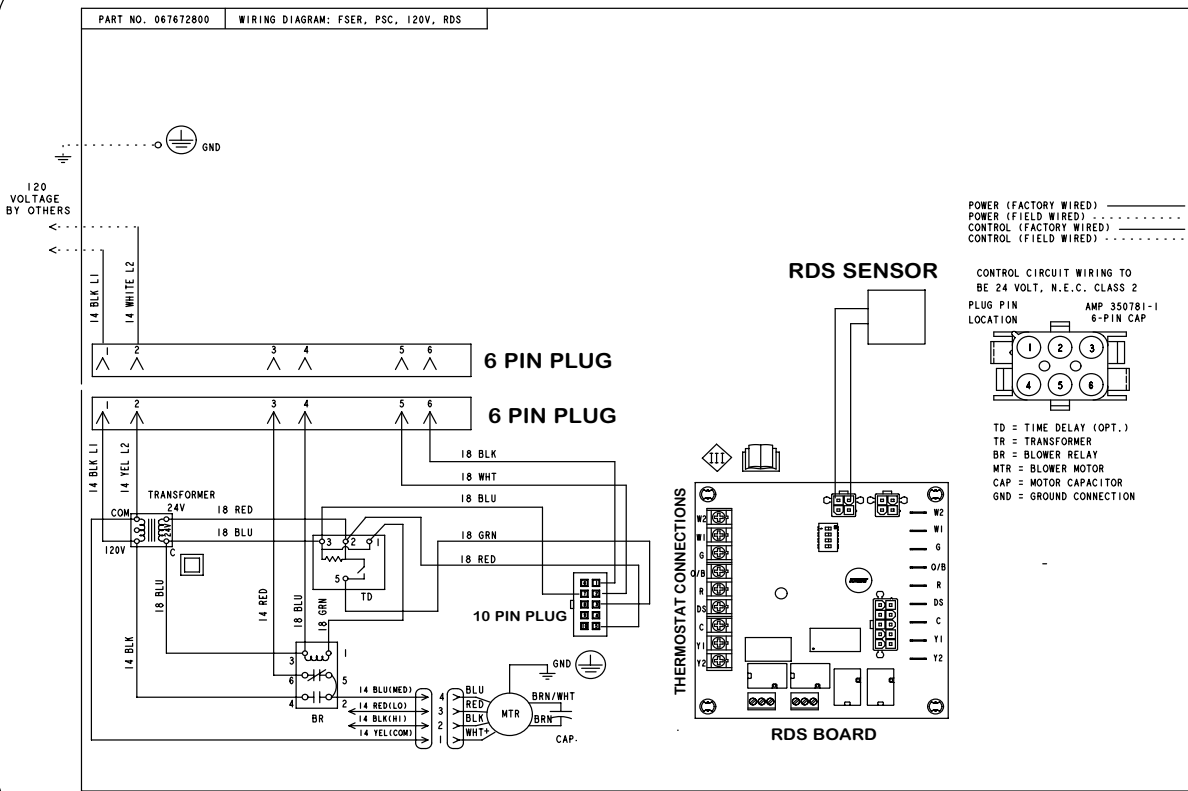 PART NO. 067672800
WIRING DIAGRAM: FSER, PSC, 120V, RDS
GND
120
VOLTAGE
BY OTHERS
14 BLK L1
14 WHITE L2
1 2 3 4 5 6
6 PIN PLUG
1 2 3 4 5 6
6 PIN PLUG
14 BLK L1
14 YEL L2
18 BLK
18 WHT
18 BLU
TRANSFORMER
24V
COM
24V
120V
C
18 RED
18 BLU
3 2 1
5
TD
18 GRN
18 RED
10 PIN PLUG
18 BLU
14 RED
18 BLU
18 GRN
14 BLK
3 1
6 5
4 2
BR
14 BLU(MED)
14 RED(LO)
14 BLK(HI)
14 YEL(COM)
4
3
2
1
BLU
RED
BLK
WHT+
MTR
GND
BRN/WHT
BRN
CAP.
RDS SENSOR
III
THERMOSTAT CONNECTIONS
W2
W1
G
O/B
R
DS
C
Y1
Y2
W2
W1
G
O/B
R
DS
C
Y1
Y2
RDS BOARD
POWER (FACTORY WIRED)
POWER (FIELD WIRED)
CONTROL (FACTORY WIRED)
CONTROL (FIELD WIRED)
CONTROL CIRCUIT WIRING TO
BE 24 VOLT, N.E.C. CLASS 2
PLUG PIN
LOCATION
AMP 350781-1
6-PIN CAP
1 2 3
4 5 6
TD = TIME DELAY (OPT.)
TR = TRANSFORMER
BR = BLOWER RELAY
MTR = BLOWER MOTOR
CAP = MOTOR CAPACITOR
GND = GROUND CONNECTION